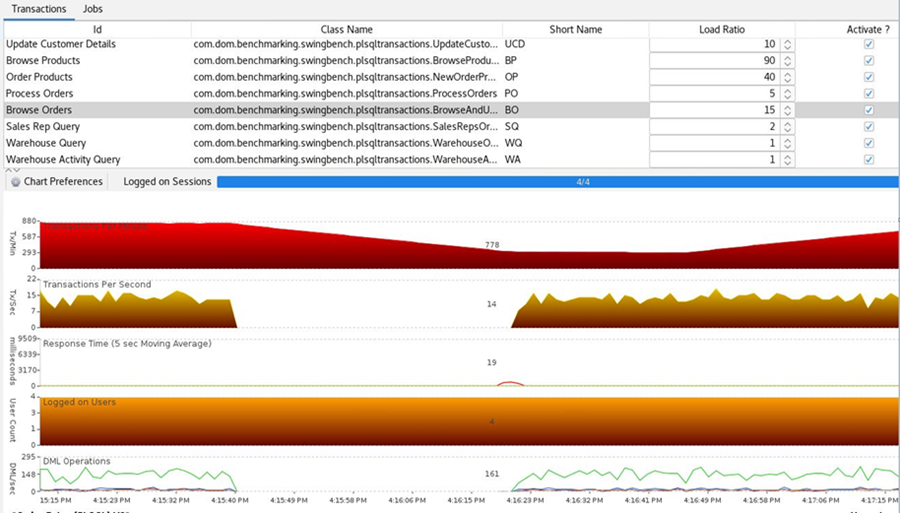 Transactions Jobs
Id Class Name Short Name Load Ratio Activate ?
Update Customer Details com.dom.benchmarking.swingbench.plsqltransactions.UpdateCusto... UCD 10
Browse Products com.dom.benchmarking.swingbench.plsqltransactions.BrowseProdu... BP 90
Order Products com.dom.benchmarking.swingbench.plsqltransactions.NewOrderPr... OP 40
Process Orders com.dom.benchmarking.swingbench.plsqltransactions.ProcessOrders PO 5
Browse Orders com.dom.benchmarking.swingbench.plsqltransactions.BrowseAndU... BO 15
Sales Rep Query com.dom.benchmarking.swingbench.plsqltransactions.SalesRepsOr... SQ 2
Warehouse Query com.dom.benchmarking.swingbench.plsqltransactions.WarehouseO... WQ 1
Warehouse Activity Query com.dom.benchmarking.swingbench.plsqltransactions.WarehouseA... WA 1
Chart Preferences Logged on Sessions 4/4
Tx/Min
880
587
293
0
778
Transactions Per Second
Tx/Sec
22
15
7
0
14
Response Time (5 sec Moving Average)
milliseconds
9509
6339
3170
0
19
Logged on Users
User Count
4
3
1
0
4
DML Operations
DML/sec
295
148
0
161
15:15 PM 4:15:23 PM 4:15:32 PM 4:15:40 PM 4:15:49 PM 4:15:58 PM 4:16:06 PM 4:16:15 PM 4:16:23 PM 4:16:32 PM 4:16:41 PM 4:16:49 PM 4:16:58 PM 4:17:06 PM 4:17:15 PM